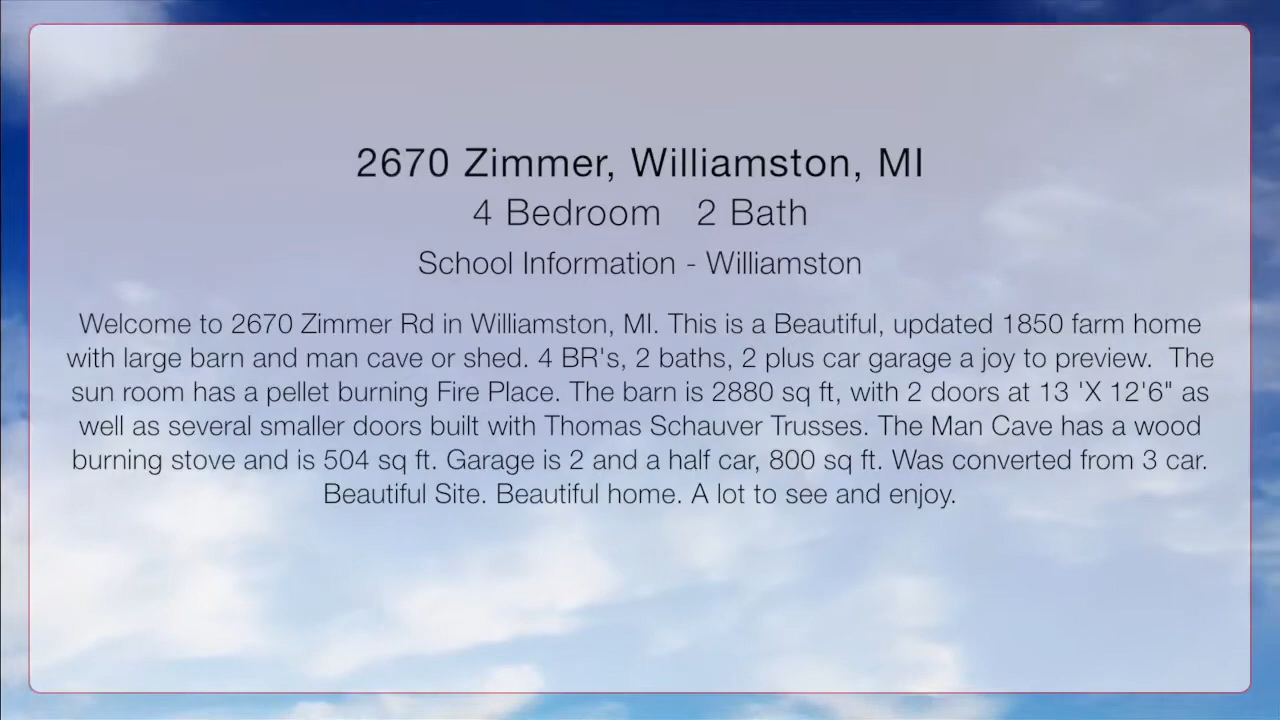 2670 Zimmer, Williamston, MI
4 Bedroom   2 Bath
School Information - Williamston
Welcome to 2670 Zimmer Rd in Williamston, MI. This is a Beautiful, updated 1850 farm home
with large barn and man cave or shed. 4 BR's, 2 baths, 2 plus car garage a joy to preview.  The
sun room has a pellet burning Fire Place. The barn is 2880 sq ft, with 2 doors at 13 'X 12'6" as
well as several smaller doors built with Thomas Schauver Trusses. The Man Cave has a wood
burning stove and is 504 sq ft. Garage is 2 and a half car, 800 sq ft. Was converted from 3 car.
Beautiful Site. Beautiful home. A lot to see and enjoy.